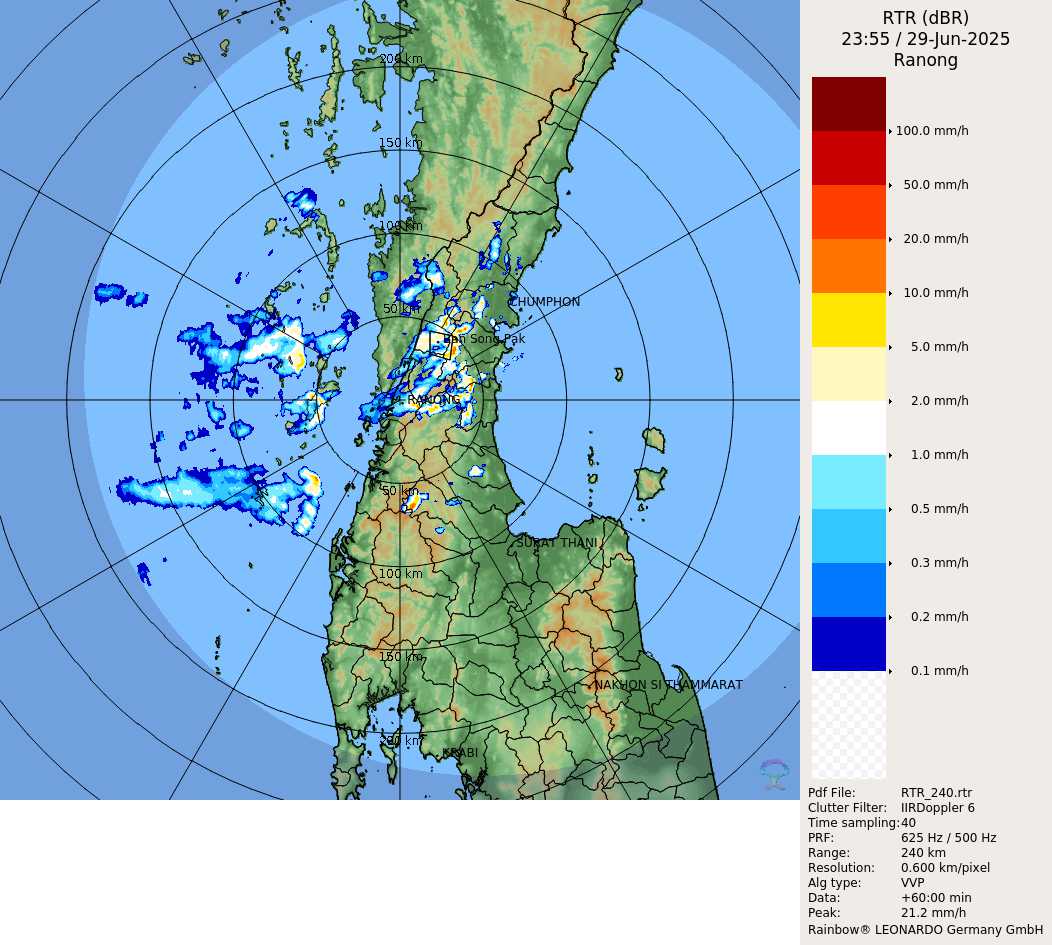 RTR (dBR)
23:55 / 29-Jun-2025
Ranong
100.0 mm/h
50.0 mm/h
20.0 mm/h
10.0 mm/h
5.0 mm/h
2.0 mm/h
1.0 mm/h
0.5 mm/h
0.3 mm/h
0.2 mm/h
0.1 mm/h
200 km
150 km
100 km
50 km
CHUMPHON
Ban Song Pak
RANONG
50 km
SURAT THANI
100 km
150 km
NAKHON SI THAMMARAT
200 km
KRABI
Pdf File: RTR_240.rtr
Clutter Filter: IIRDoppler 6
Time sampling:40
PRF: 625 Hz / 500 Hz
Range: 240 km
Resolution: 0.600 km/pixel
Alg type: VVP
Data: +60:00 min
Peak: 21.2 mm/h
Rainbow® LEONARDO Germany GmbH